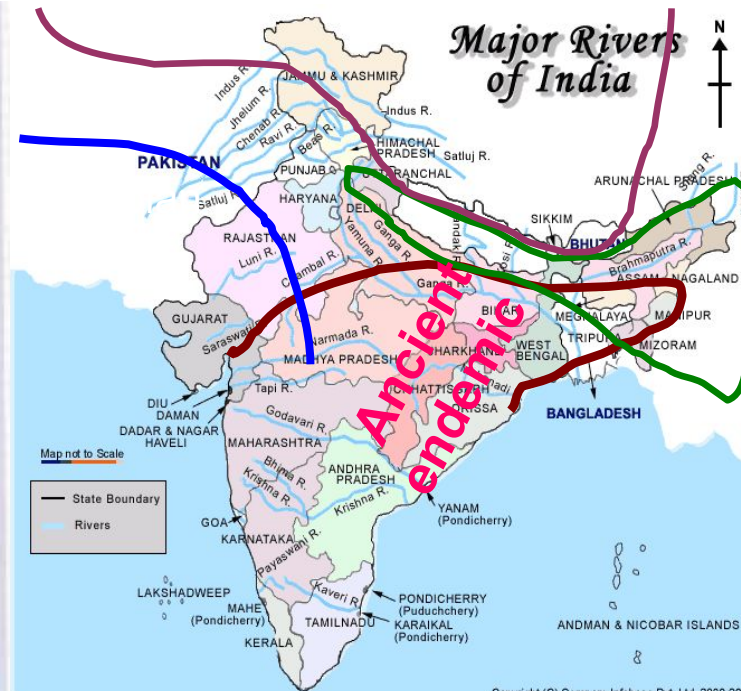 Major Rivers
of India
N
JAMMU & KASHMIR
Indus R.
Jhelum R.
Chenab R.
Ravi R.
Beas R.
Indus R.
HIMACHAL
PRADESH
Satluj R.
PAKISTAN
PUNJAB
Satluj R.
HARYANA
DELHI
ARUNACHAL PRADESH
SIKKIM
BHUTAN
Brahmaputra R.
ASSAM
NAGALAND
RAJASTHAN
Luni R.
Chambal R.
Yamuna R.
Ganga R.
Ganga R.
BIHAR
MEGHALAYA
MANIPUR
TRIPURA
MIZORAM
GUJARAT
Saraswati R.
Narmada R.
MADHYA PRADESH
JHARKHAND
WEST
BENGAL
Ancient
endemic
Tapi R.
CHHATTISGARH
ORISSA
BANGLADESH
DIU
DAMAN
DADAR & NAGAR
HAVELI
Godavari R.
MAHARASHTRA
Map not to Scale
State Boundary
Rivers
Bhima R.
Krishna R.
ANDHRA
PRADESH
Krishna R.
YANAM
(Pondicherry)
GOA
KARNATAKA
Payaswani R.
LAKSHADWEEP
MAHE
(Pondicherry)
Kaveri R.
PONDICHERRY
(Puduchchery)
KARAIKAL
(Pondicherry)
TAMILNADU
KERALA
ANDMAN & NICOBAR ISLANDS